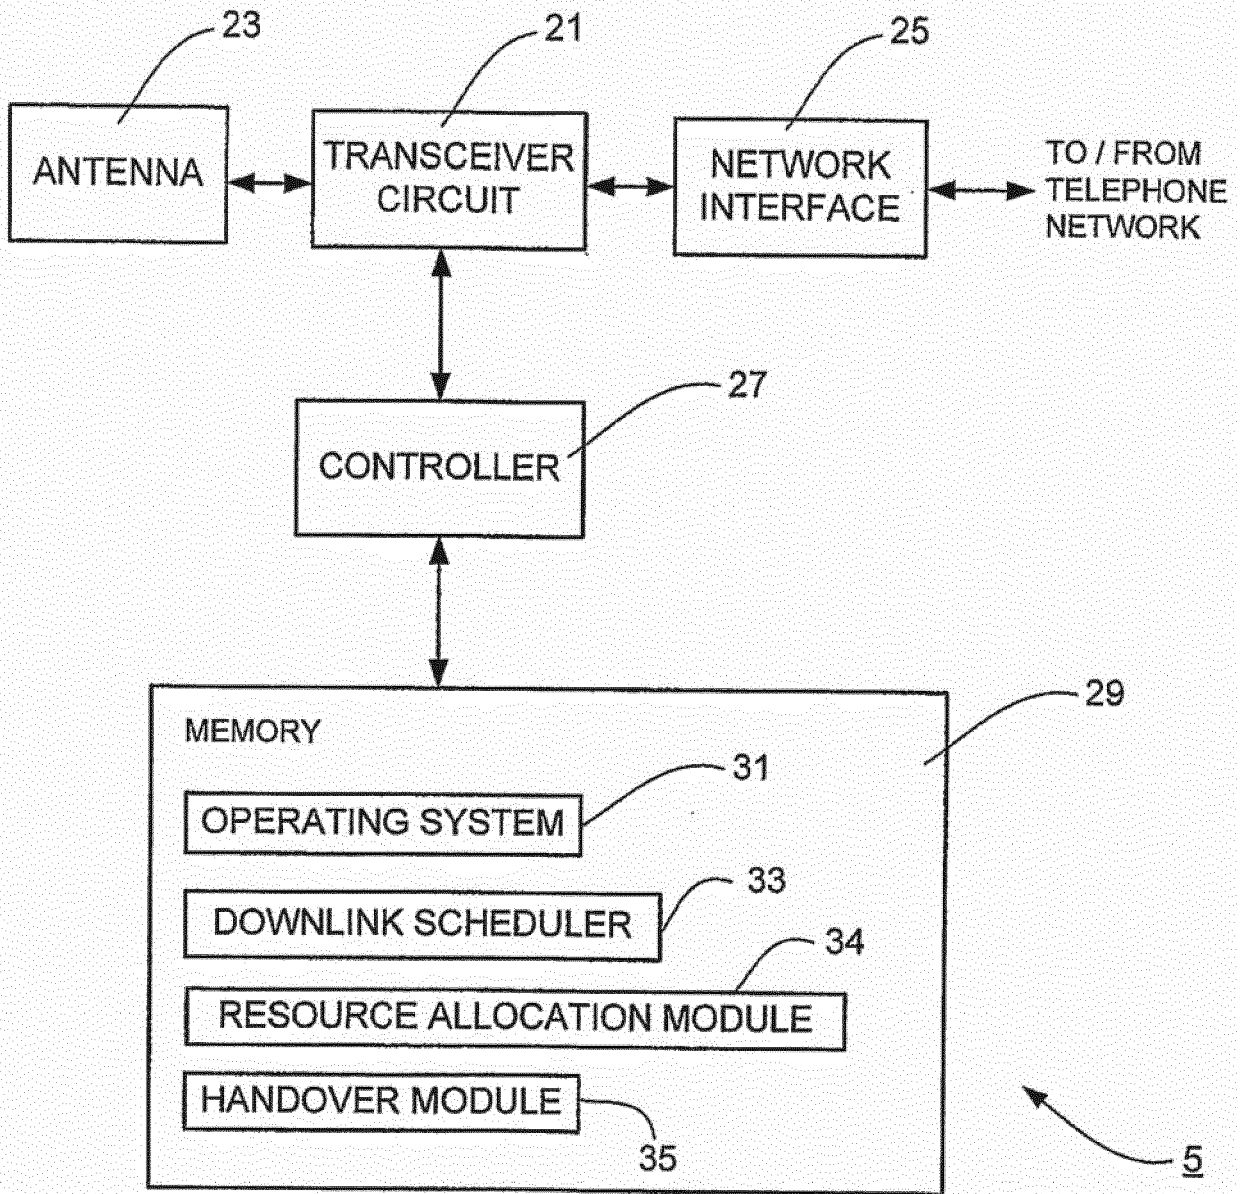 23
21
25
ANTENNA
TRANSCEIVER
CIRCUIT
NETWORK
INTERFACE
TO / FROM
TELEPHONE
NETWORK
27
CONTROLLER
29
MEMORY
31
OPERATING SYSTEM
33
DOWNLINK SCHEDULER
34
RESOURCE ALLOCATION MODULE
HANDOVER MODULE
35
5